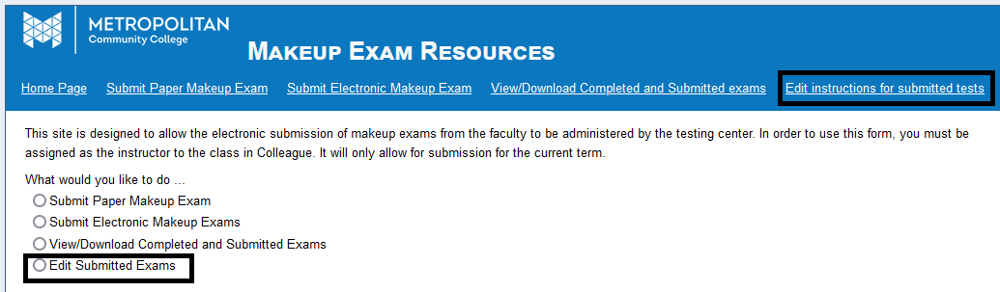 METROPOLITAN
Community College
MAKEUP EXAM RESOURCES
Home Page Submit Paper Makeup Exam Submit Electronic Makeup Exam View/Download Completed and Submitted exams Edit instructions for submitted tests
This site is designed to allow the electronic submission of makeup exams from the faculty to be administered by the testing center. In order to use this form, you must be
assigned as the instructor to the class in Colleague. It will only allow for submission for the current term.
What would you like to do ...
Submit Paper Makeup Exam
Submit Electronic Makeup Exams
View/Download Completed and Submitted Exams
Edit Submitted Exams